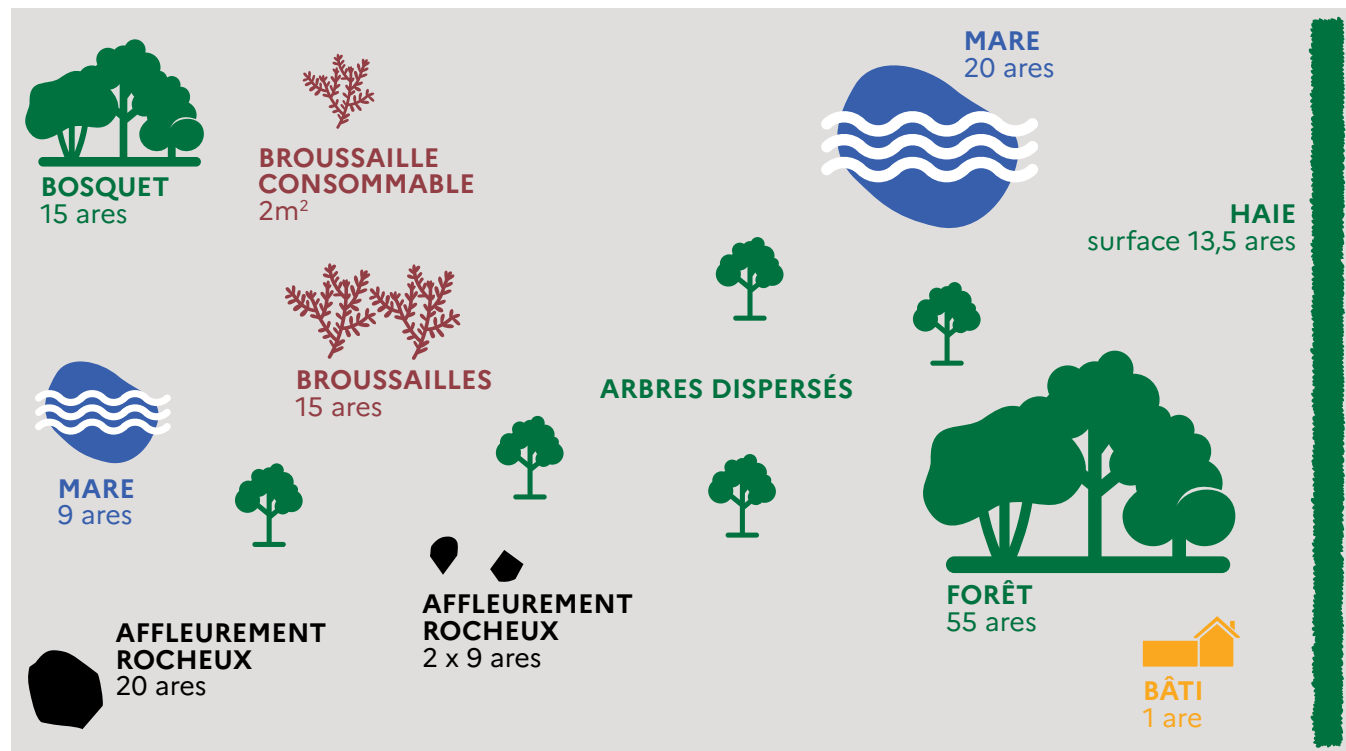 MARE
20 ares
BOSQUET
15 ares
BROUSSAILLE
CONSOMMABLE
2m²
HAIE
surface 13,5 ares
BROUSSAILLES
15 ares
ARBRES DISPERSÉS
MARE
9 ares
AFFLEUREMENT
ROCHEUX
2 x 9 ares
FORÊT
55 ares
AFFLEUREMENT
ROCHEUX
20 ares
BÂTI
1 are